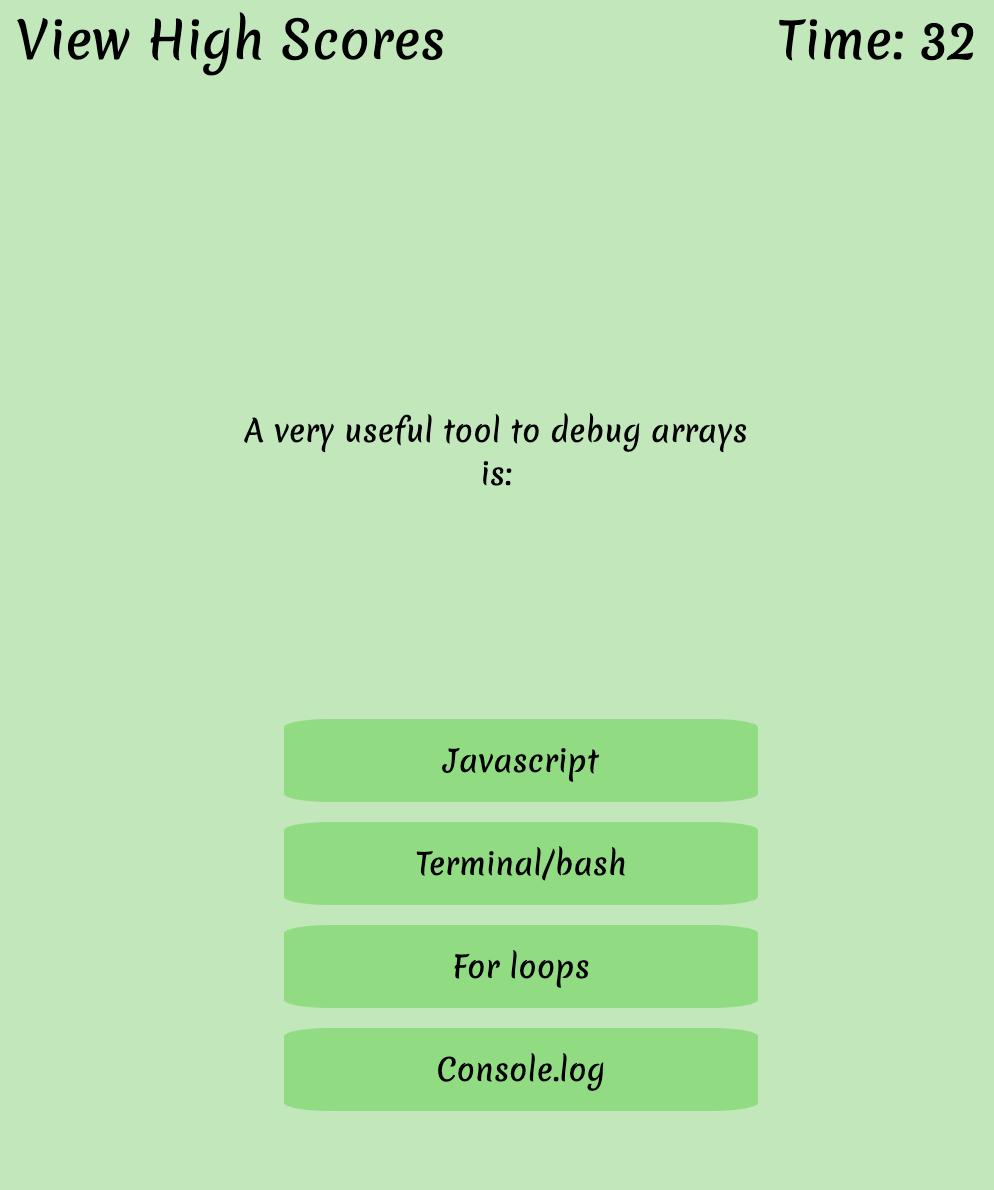 View High Scores
Time: 32
A very useful tool to debug arrays
is:
Javascript
Terminal/bash
For loops
Console.log